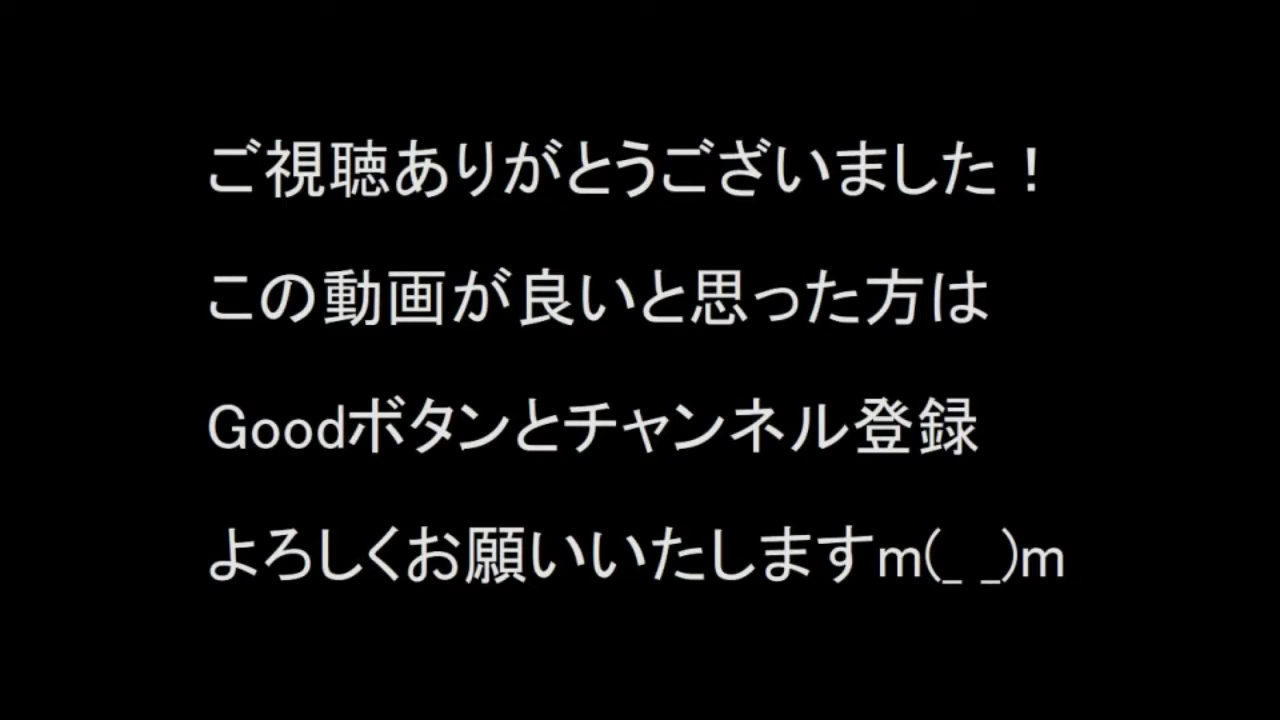 ご視聴ありがとうございました！
この動画が良いと思った方は
Goodボタンとチャンネル登録
よろしくお願いいたしますm(_ _)m